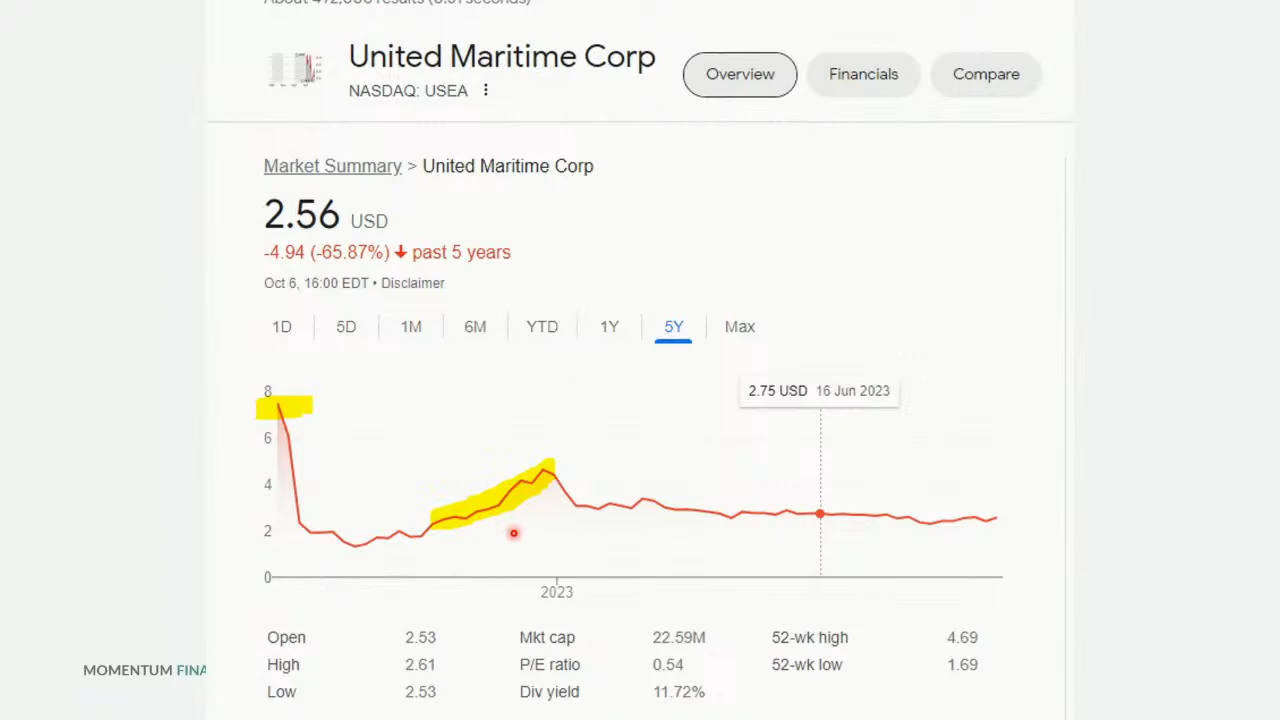 United Maritime Corp
NASDAQ: USEA
Overview
Financials
Compare
Market Summary > United Maritime Corp
2.56 USD
-4.94 (-65.87%) past 5 years
Oct 6, 16:00 EDT • Disclaimer
1D 5D 1M 6M YTD 1Y 5Y Max
2.75 USD 16 Jun 2023
8
6
4
2
0
2023
Open 2.53 Mkt cap 22.59M 52-wk high 4.69
High 2.61 P/E ratio 0.54 52-wk low 1.69
Low 2.53 Div yield 11.72%
MOMENTUM FINA